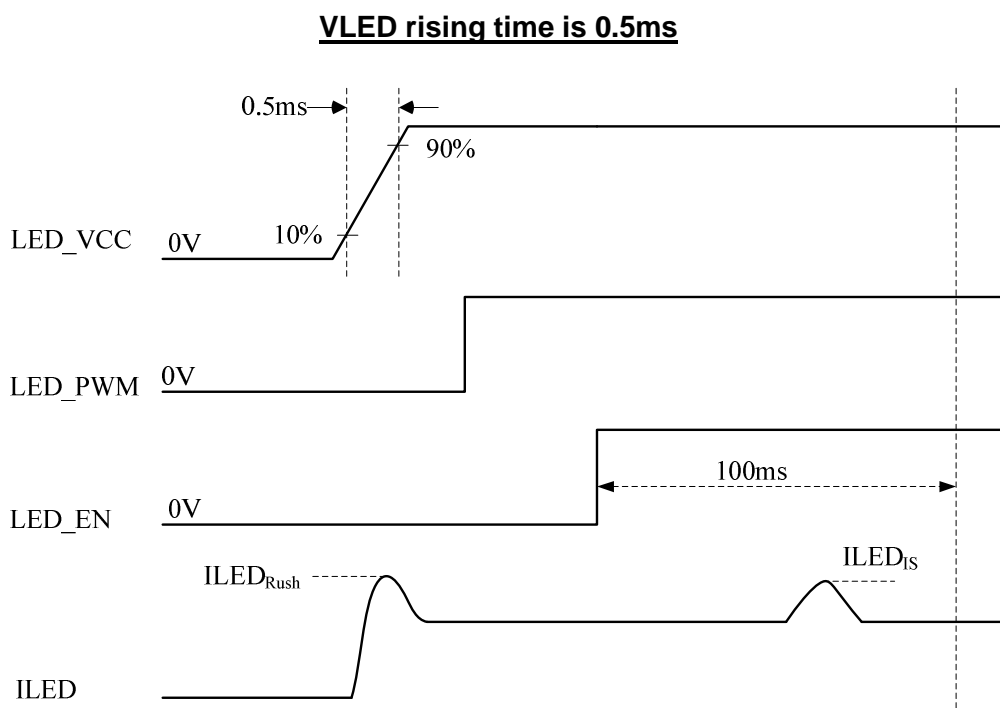 VLED rising time is 0.5ms
0.5ms
90%
10%
LED_VCC
0V
0V
LED_PWM
100ms
0V
LED_EN
ILEDIS
ILEDRush
ILED